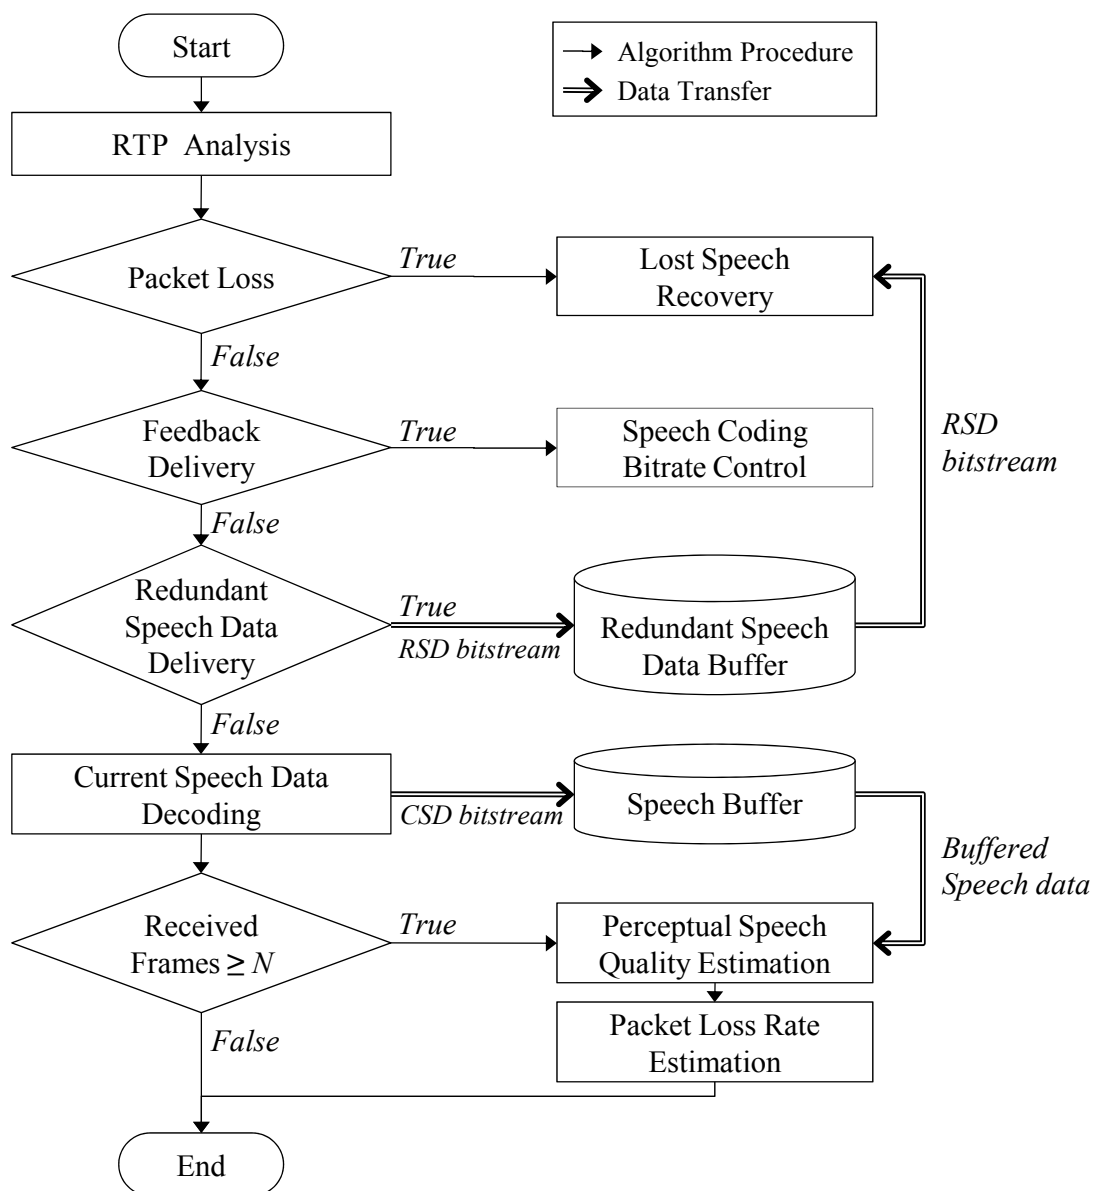 Start
Algorithm Procedure
Data Transfer
RTP Analysis
Packet Loss
True
Lost Speech
Recovery
False
Feedback
Delivery
True
Speech Coding
Bitrate Control
RSD
bitstream
False
Redundant
Speech Data
Delivery
True
RSD bitstream
Redundant Speech
Data Buffer
False
Current Speech Data
Decoding
CSD bitstream
Speech Buffer
Buffered
Speech data
Received
Frames ≥ N
True
Perceptual Speech
Quality Estimation
False
Packet Loss Rate
Estimation
End